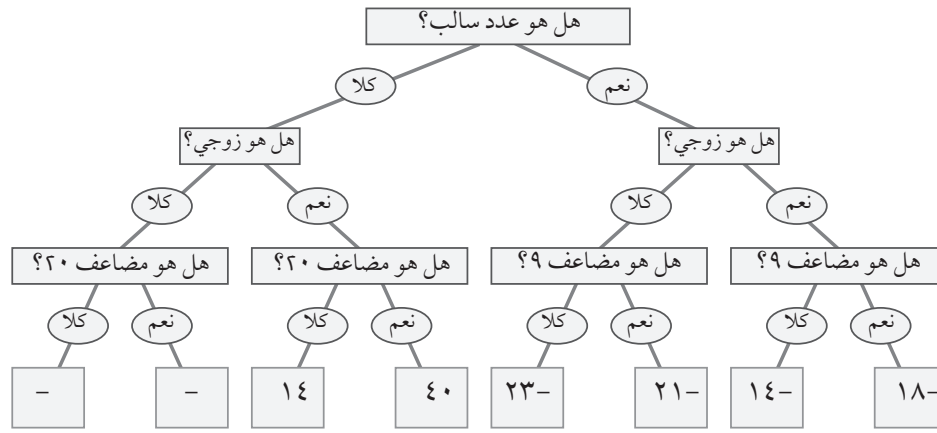 هل هو عدد سالب؟
نعم
كلا
هل هو زوجي؟
هل هو زوجي؟
نعم
كلا
نعم
كلا
هل هو مضاعف ٩؟
هل هو مضاعف ٩؟
هل هو مضاعف ٢٠؟
هل هو مضاعف ٢٠؟
نعم
كلا
نعم
كلا
نعم
كلا
نعم
كلا
١٨–
١٤–
٢١–
٢٣–
٤٠
١٤
–
–